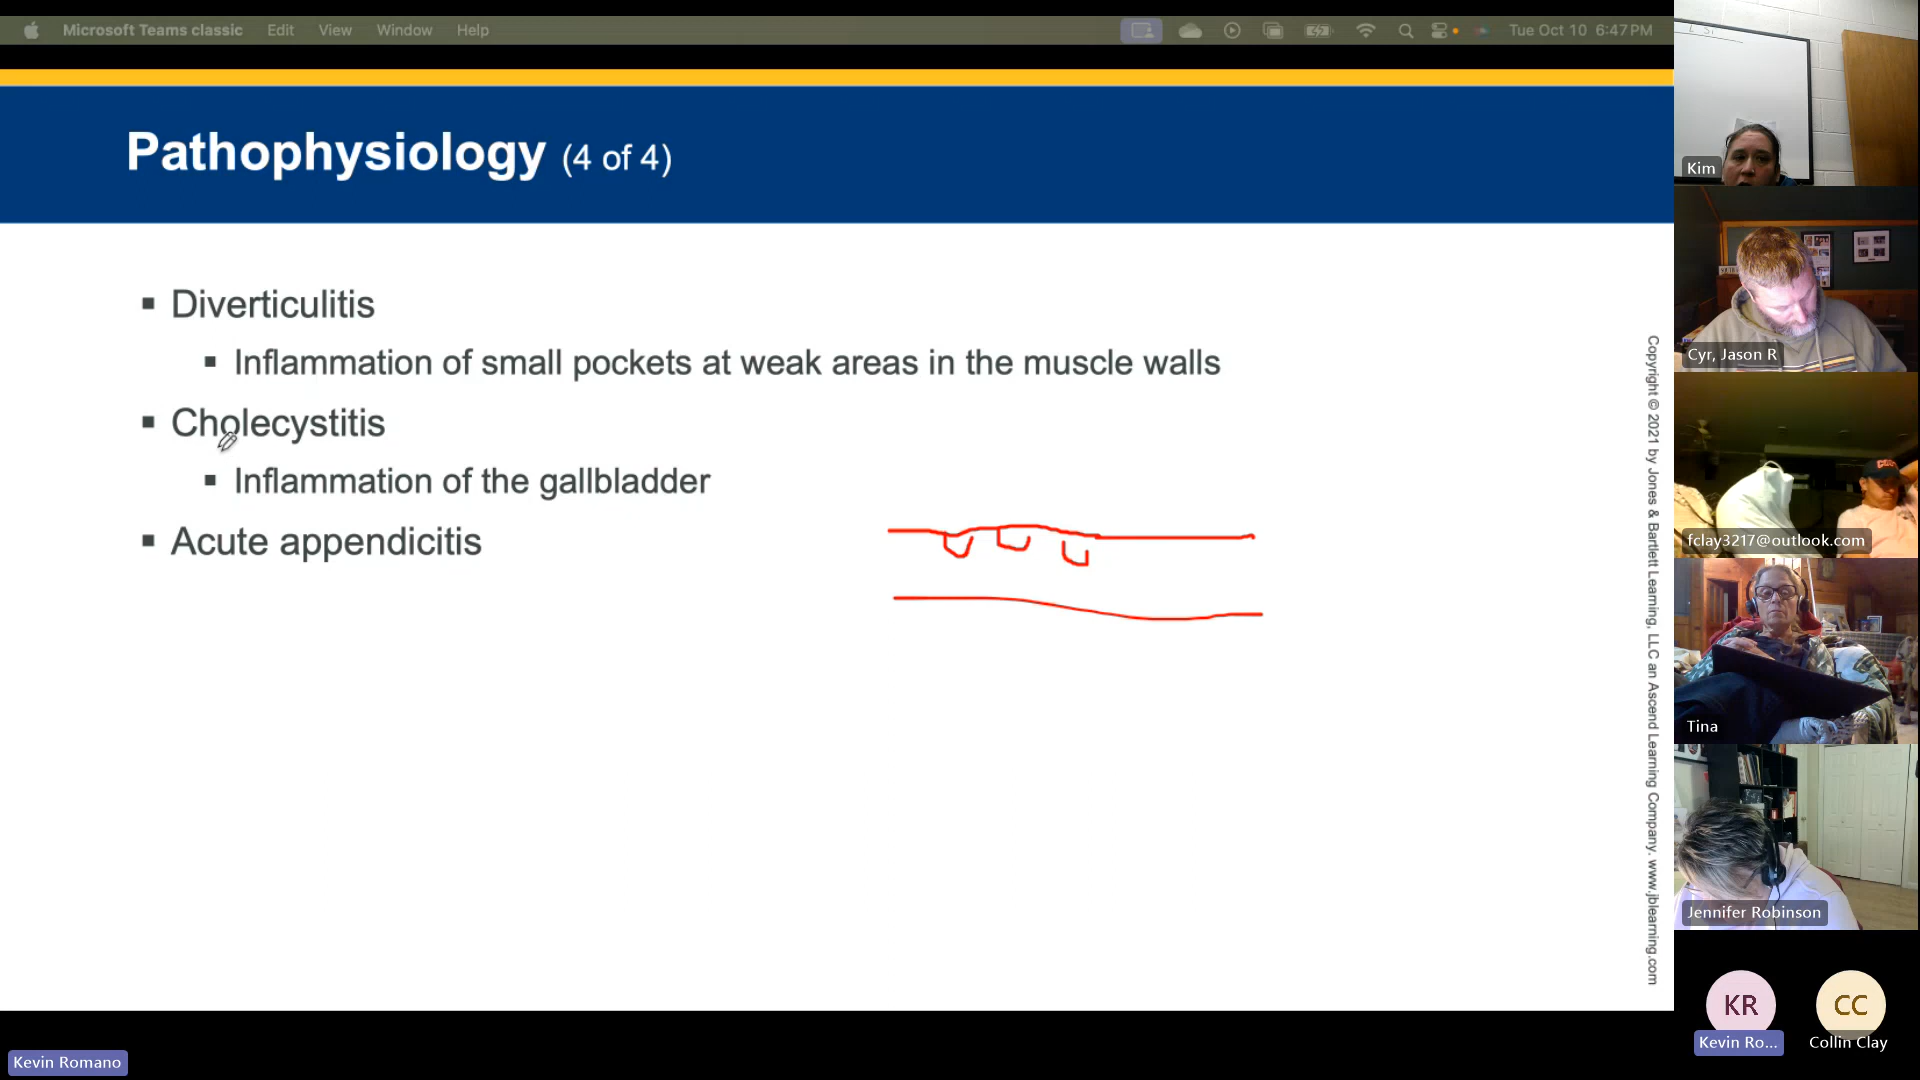 Microsoft Teams classic Edit View Window Help Tue Oct 10 6:47 PM
Pathophysiology (4 of 4)
Diverticulitis
Inflammation of small pockets at weak areas in the muscle walls
Cholecystitis
Inflammation of the gallbladder
Acute appendicitis
Copyright © 2021 by Jones & Bartlett Learning, LLC an Ascend Learning Company. www.jblearning.com
Kevin Romano
Kim
Cyr, Jason R
fclay3217@outlook.com
Tina
Jennifer Robinson
KR
CC
Kevin Ro...
Collin Clay